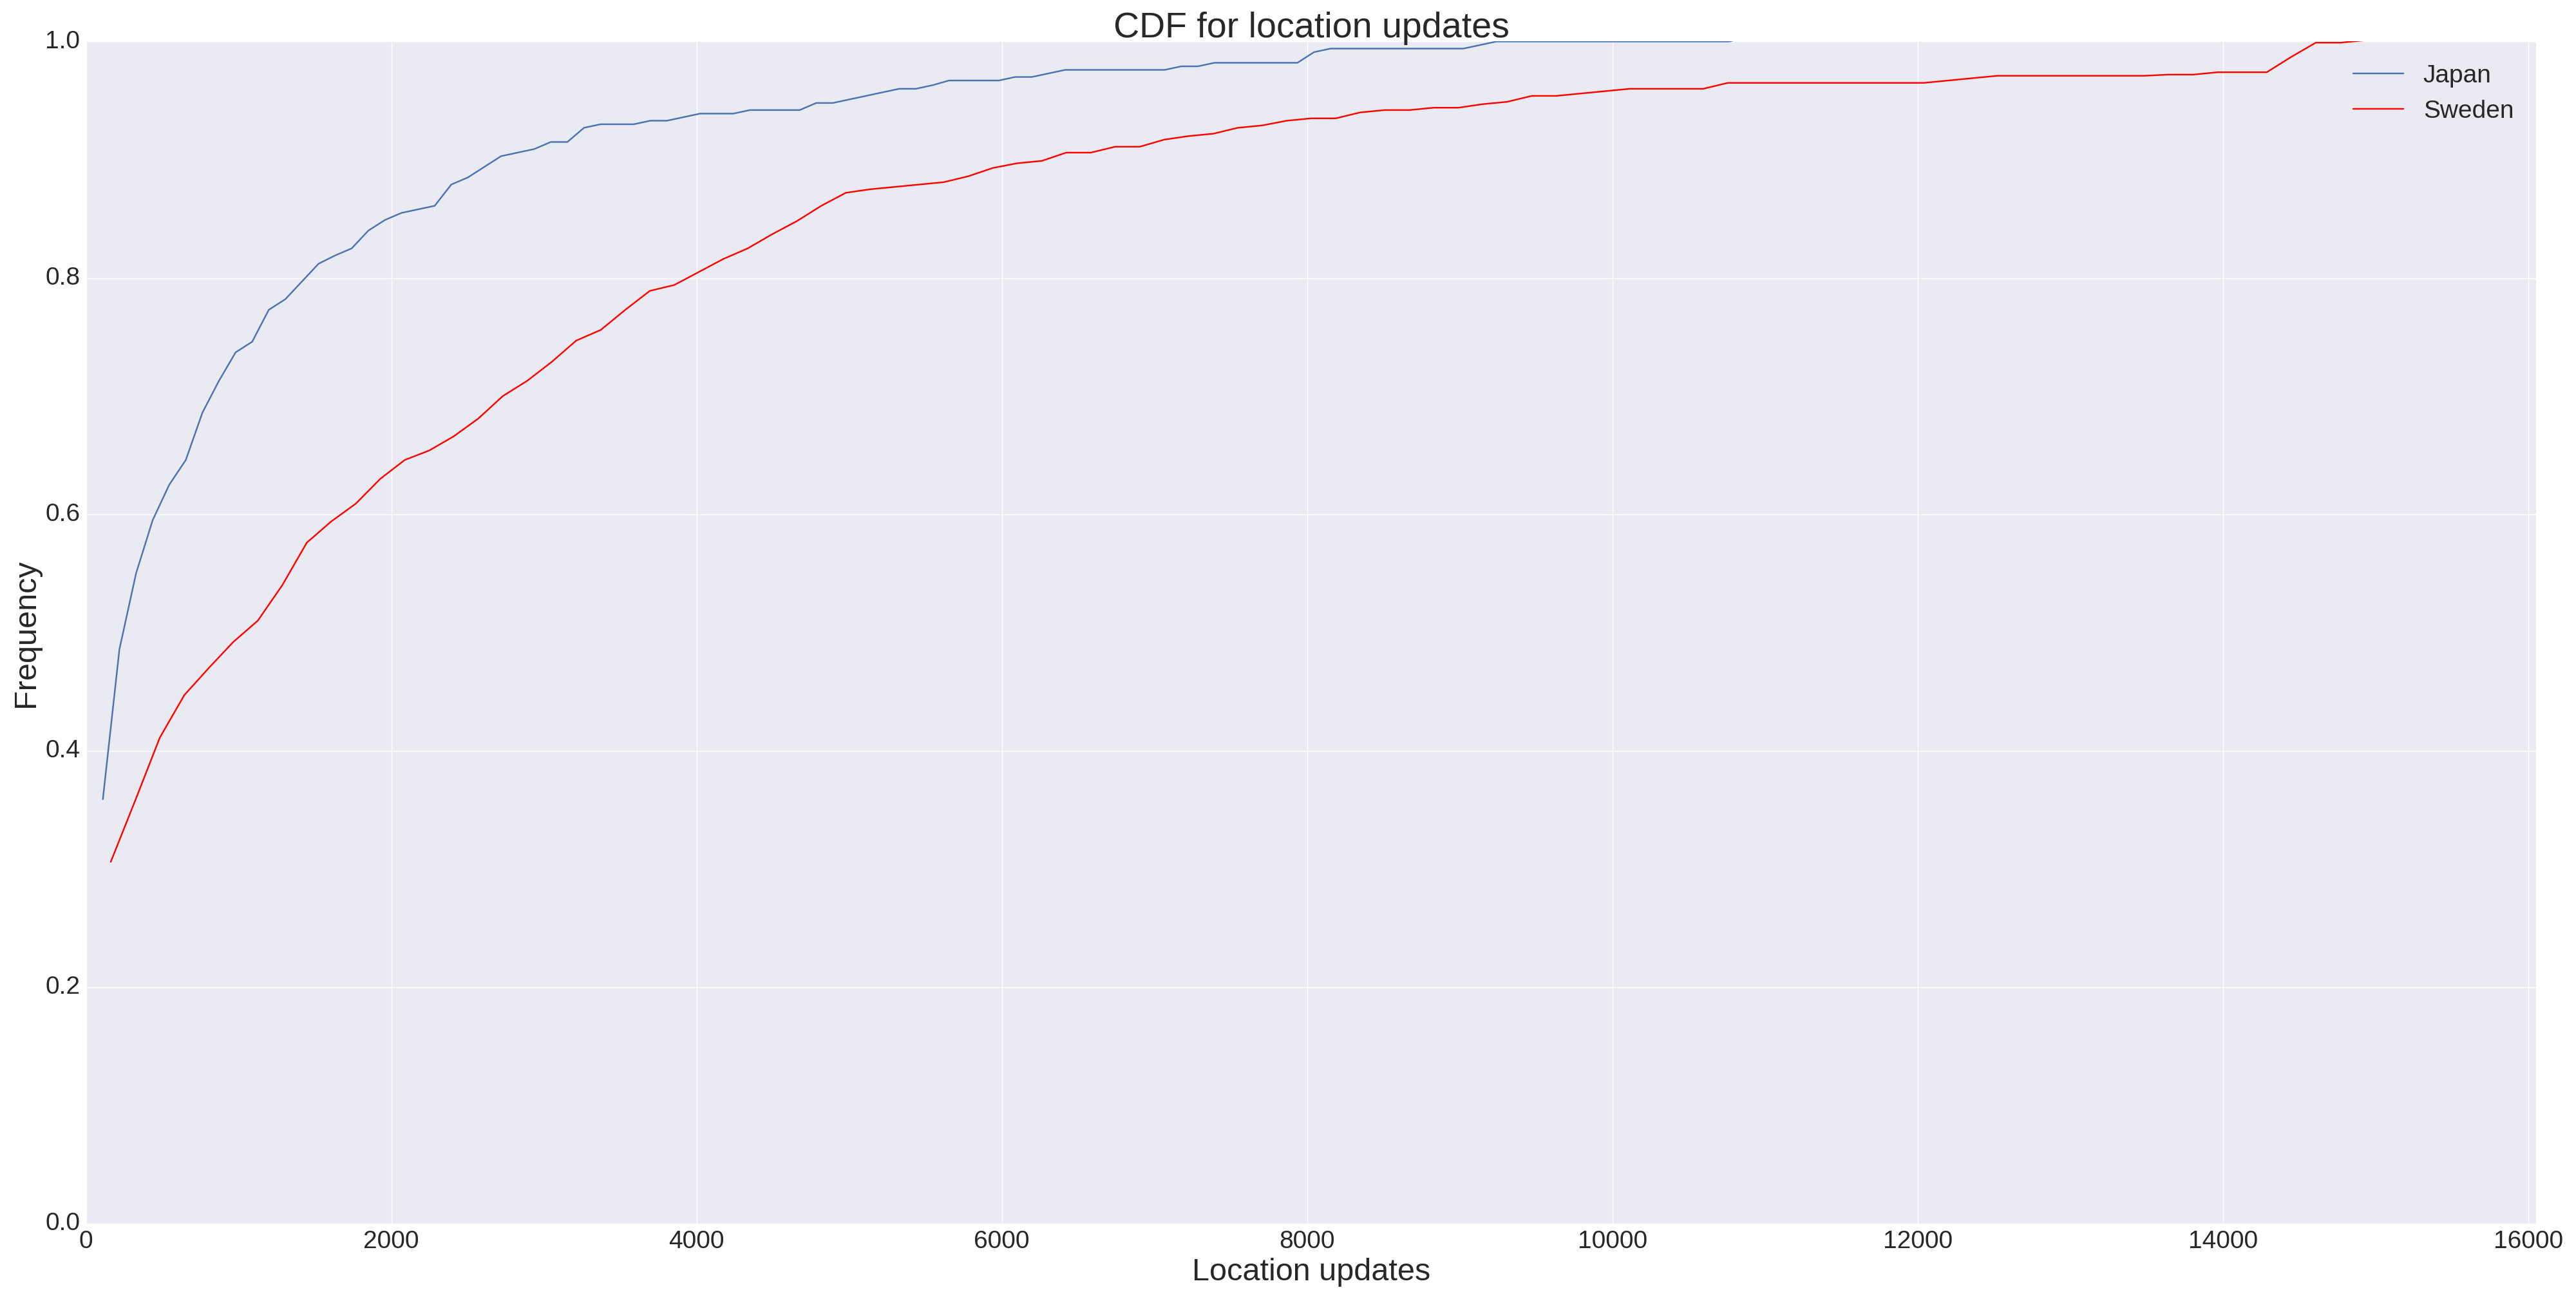 CDF for location updates
1.0
0.8
0.6
0.4
0.2
0.0
Frequency
Japan
Sweden
0 2000 4000 6000 8000 10000 12000 14000 16000
Location updates